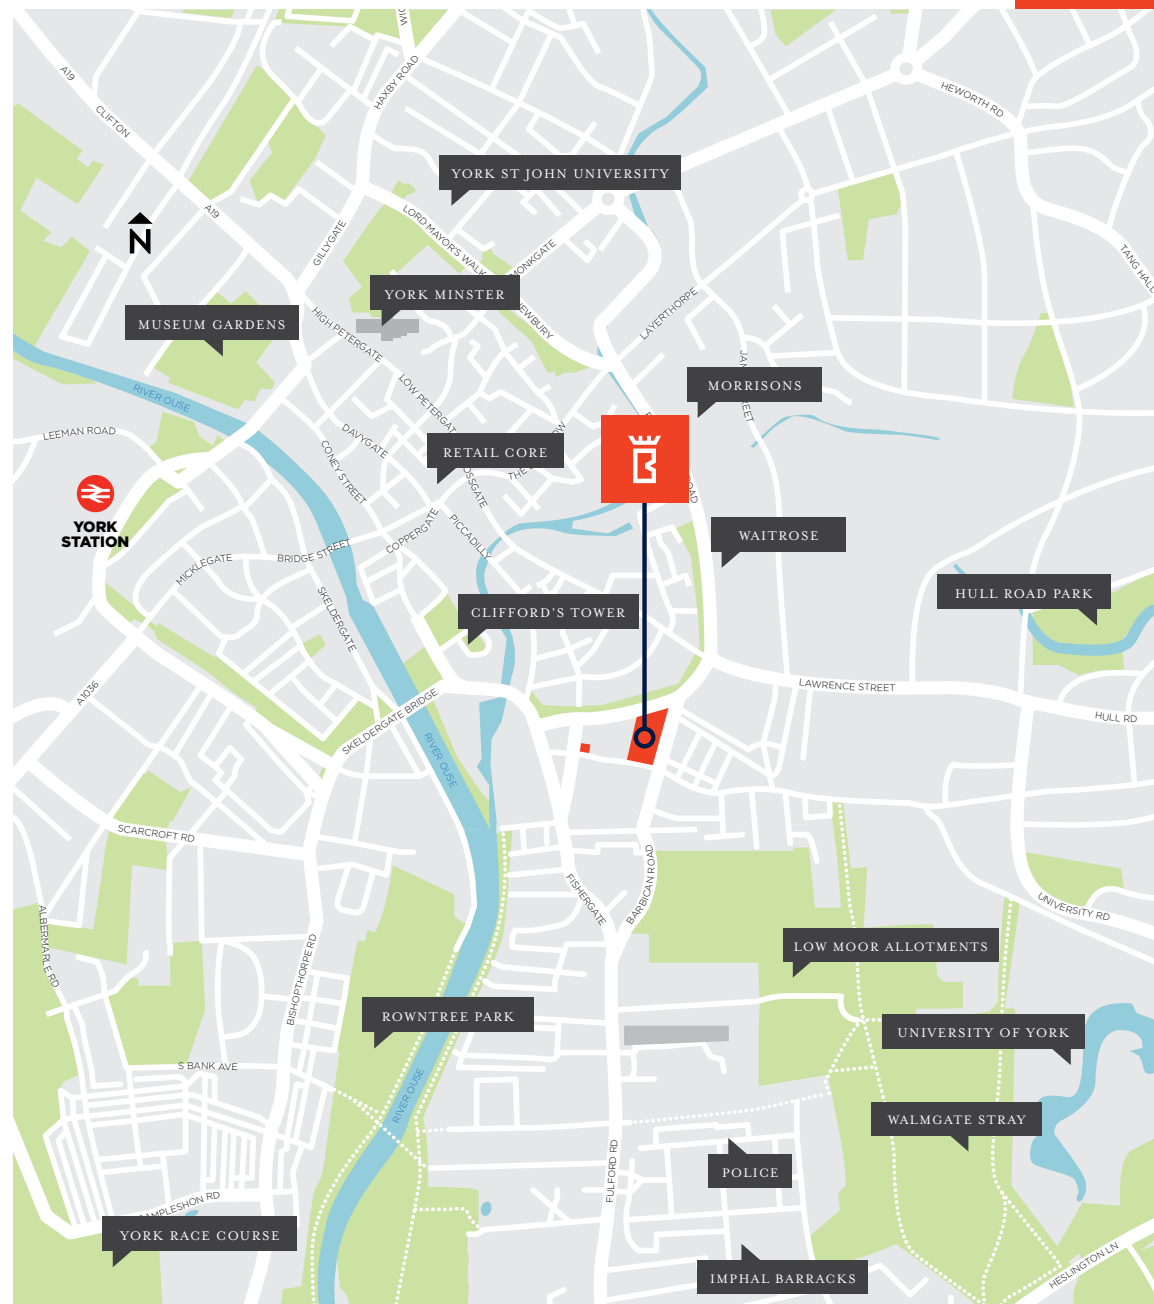 A19
HAXBY ROAD
CLIFTON
HEWORTH RD
YORK ST JOHN UNIVERSITY
A19
N
GILLYGATE
LORD MAYOR'S WALK
MONKGATE
TANG HALL
YORK MINSTER
MUSEUM GARDENS
HIGH PETERGATE
LAYERTHORPE
RIVER OUSE
LOW PETERGATE
MORRISONS
LEEMAN ROAD
DAVYGATE
CONEY STREET
RETAIL CORE
THE
ROAD
YORK
STATION
COPPERGATE
PICCADILLY
WAITROSE
MICKLEGATE
BRIDGE STREET
SKELDERGATE
CLIFFORD'S TOWER
HULL ROAD PARK
A1036
SKELDERGATE BRIDGE
LAWRENCE STREET
HULL RD
RIVER OUSE
SCARCROFT RD
FISHERGATE
BARBICAN ROAD
UNIVERSITY RD
ALBERMARLE RD
BISHOPTHORPE RD
LOW MOOR ALLOTMENTS
ROWNTREE PARK
UNIVERSITY OF YORK
S BANK AVE
RIVER OUSE
WALMGATE STRAY
FULFORD RD
POLICE
YORK RACE COURSE
IMPHAL BARRACKS
HESLINGTON LN